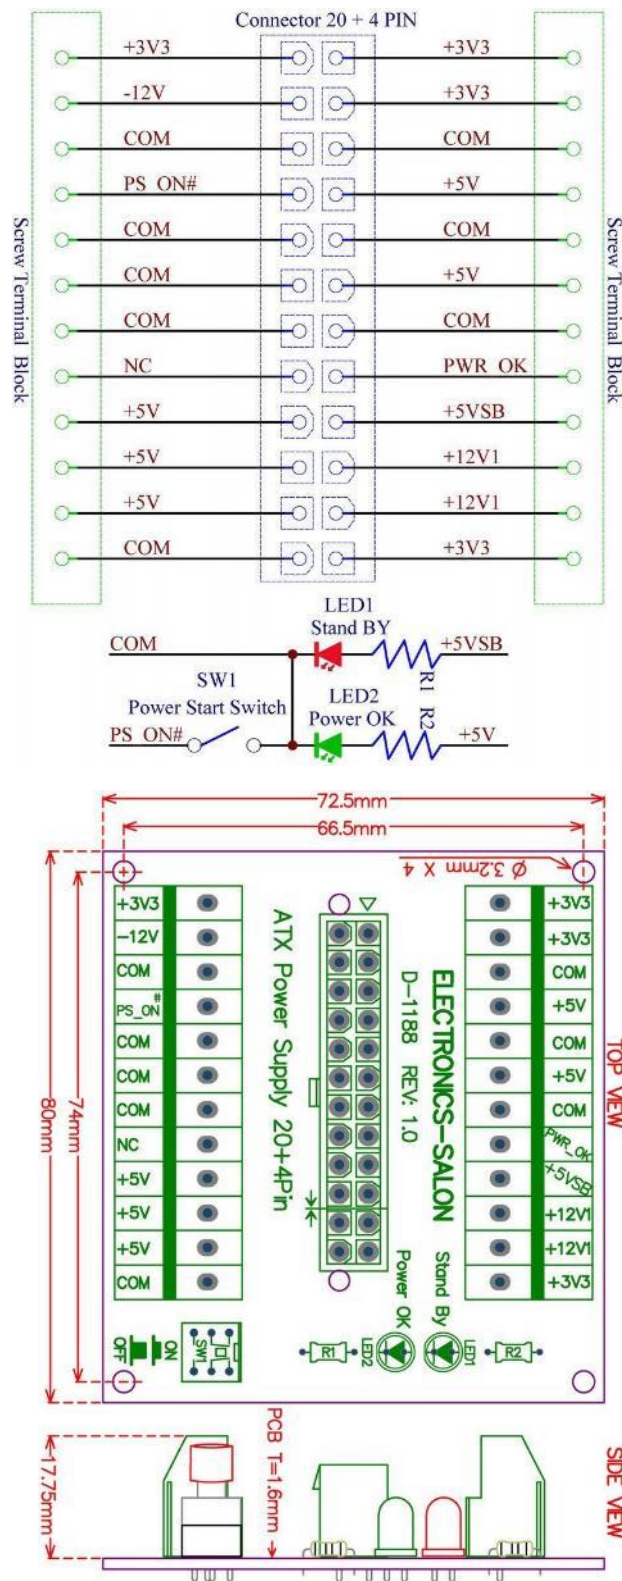 Connector 20 + 4 PIN
+3V3 +3V3
-12V +3V3
COM COM
PS_ON# +5V
COM COM
COM +5V
COM COM
NC PWR_OK
+5V +5VSB
+5V +12V1
+5V +12V1
COM +3V3
Screw Terminal Block
Screw Terminal Block
LED1
Stand BY
COM +5VSB
R1
SW1
Power Start Switch
LED2
Power OK
R2
PS_ON# +5V
72.5mm
66.5mm
Ø 3.2mm X 4
80mm
74mm
+3V3
-12V
COM
PS_ON#
COM
COM
COM
NC
+5V
+5V
+5V
COM
ATX Power Supply 20+4Pin
D-1188 REV: 1.0
ELECTRONICS-SALON
+3V3
+3V3
COM
+5V
COM
+5V
COM
PWR_OK
+5VSB
+12V1
+12V1
+3V3
TOP VIEW
Power OK
Stand By
OFF
ON
SW1
R1
LED2
LED1
R2
17.75mm
PCB T=1.6mm
SIDE VIEW